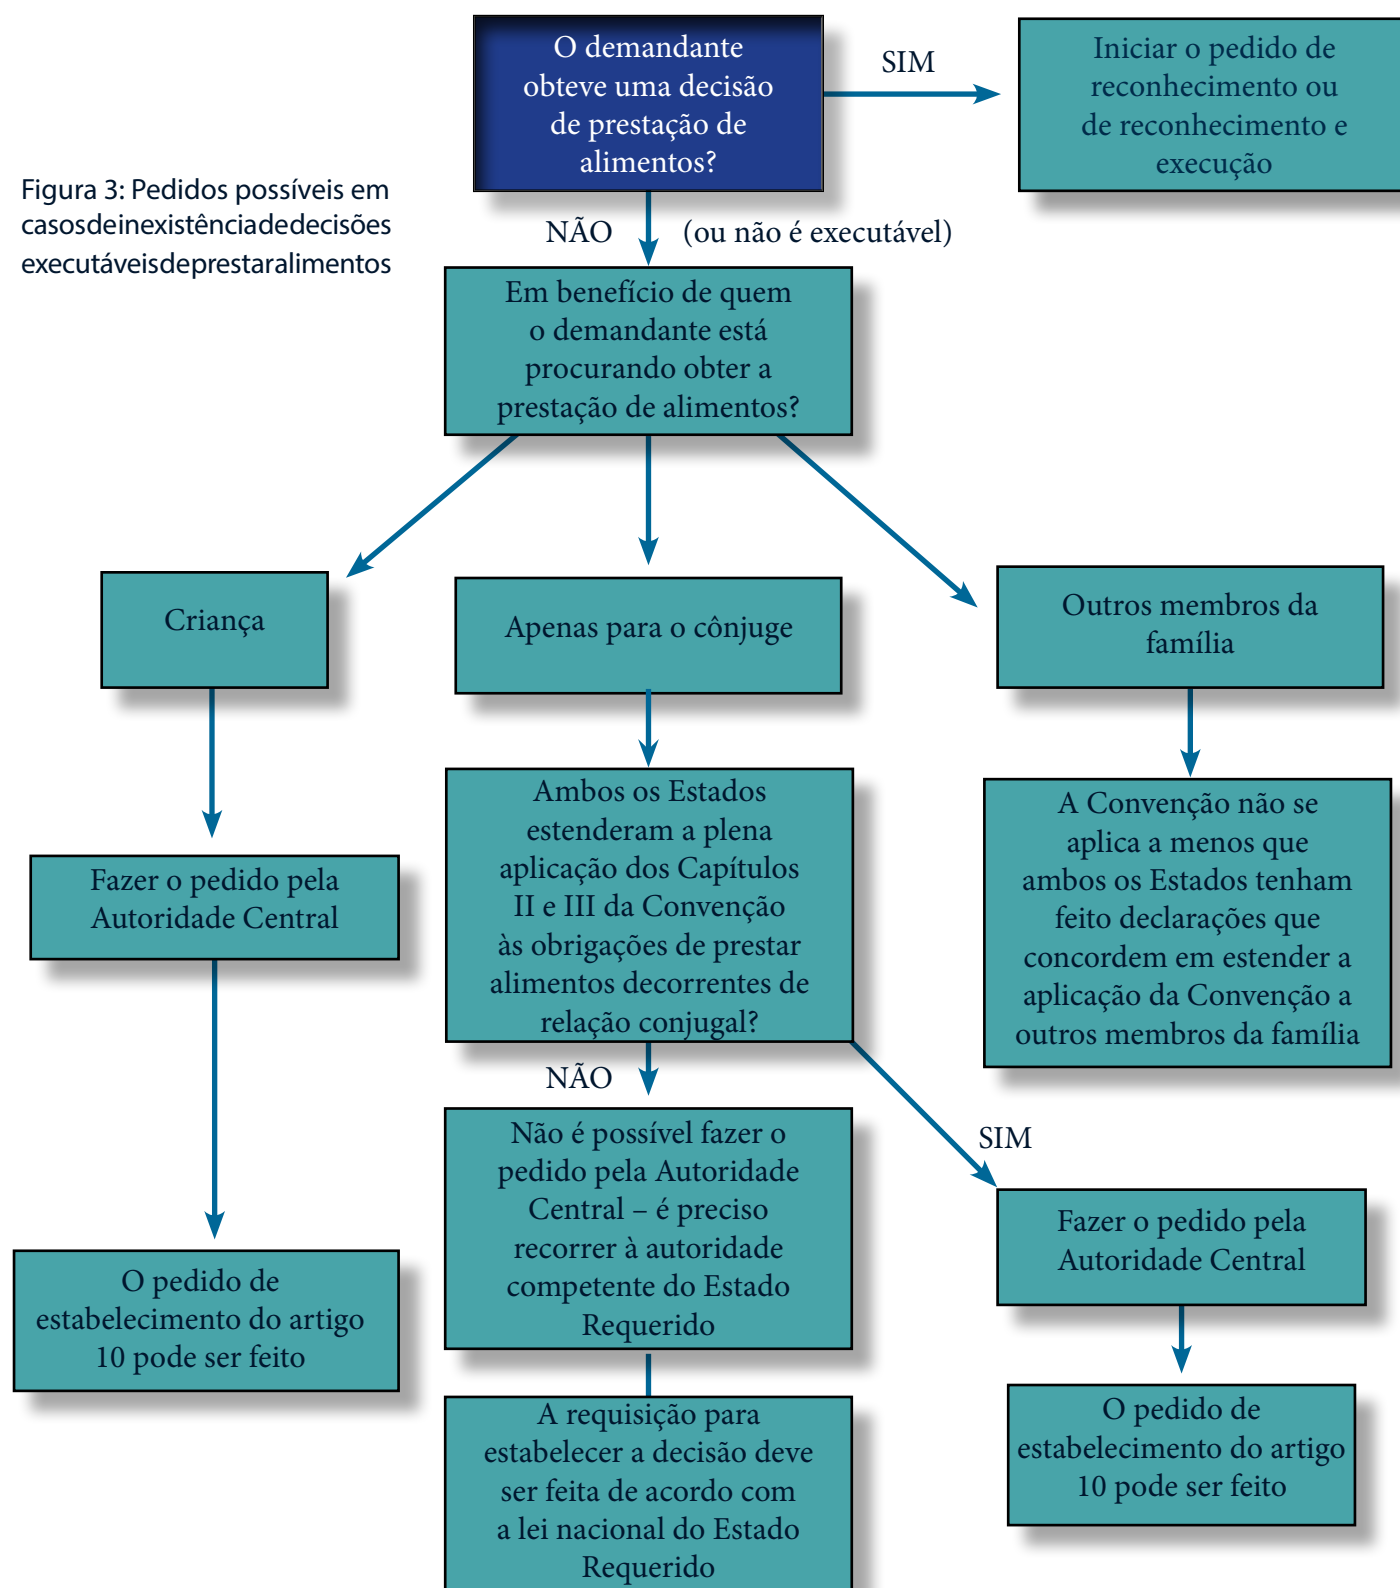 O demandante
obteve uma decisão
de prestação de
alimentos?
SIM
Iniciar o pedido de
reconhecimento ou
de reconhecimento e
execução
Figura 3: Pedidos possíveis em
casosdeinexistênciadedecisões
executáveisdeprestaralimentos
NÃO (ou não é executável)
Em benefício de quem
o demandante está
procurando obter a
prestação de alimentos?
Criança
Apenas para o cônjuge
Outros membros da
família
Fazer o pedido pela
Autoridade Central
Ambos os Estados
estenderam a plena
aplicação dos Capítulos
II e III da Convenção
às obrigações de prestar
alimentos decorrentes de
relação conjugal?
A Convenção não se
aplica a menos que
ambos os Estados tenham
feito declarações que
concordem em estender a
aplicação da Convenção a
outros membros da família
NÃO
SIM
O pedido de
estabelecimento do artigo
10 pode ser feito
Não é possível fazer o
pedido pela Autoridade
Central – é preciso
recorrer à autoridade
competente do Estado
Requerido
Fazer o pedido pela
Autoridade Central
A requisição para
estabelecer a decisão deve
ser feita de acordo com
a lei nacional do Estado
Requerido
O pedido de
estabelecimento do artigo
10 pode ser feito